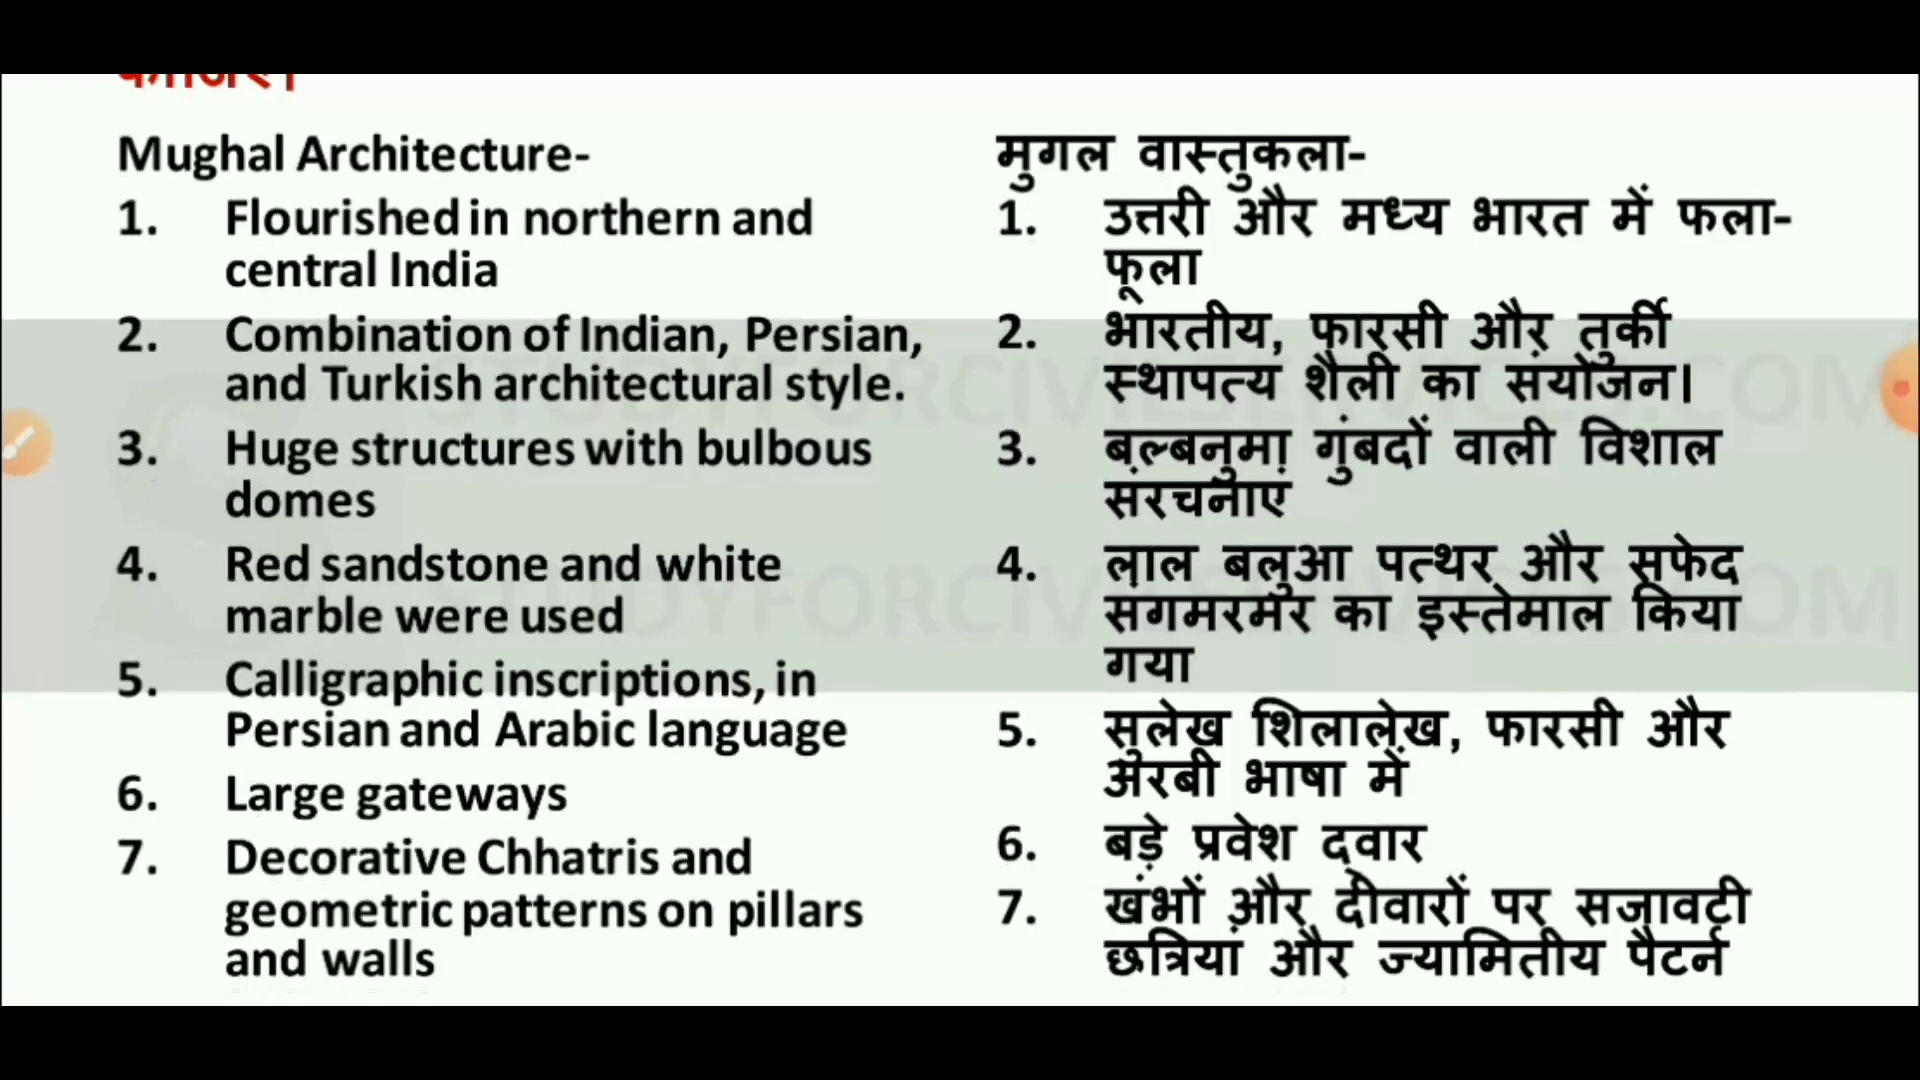 Mughal Architecture-
1. Flourished in northern and
central India
2. Combination of Indian, Persian,
and Turkish architectural style.
3. Huge structures with bulbous
domes
4. Red sandstone and white
marble were used
5. Calligraphic inscriptions, in
Persian and Arabic language
6. Large gateways
7. Decorative Chhatris and
geometric patterns on pillars
and walls
मुगल वास्तुकला-
1. उत्तरी और मध्य भारत में फला-
फूला
2. भारतीय, फारसी और तुर्की
स्थापत्य शैली का संयोजन।
3. बल्बनुमा गुंबदों वाली विशाल
संरचनाएं
4. लाल बलुआ पत्थर और सफेद
संगमरमर का इस्तेमाल किया
गया
5. सुलेख शिलालेख, फारसी और
अरबी भाषा में
6. बड़े प्रवेश द्वार
7. खंभों और दीवारों पर सजावटी
छत्रियां और ज्यामितीय पैटर्न
STUDYFORCIVILSERVICES.COM
STUDYFORCIVILSERVICES.COM